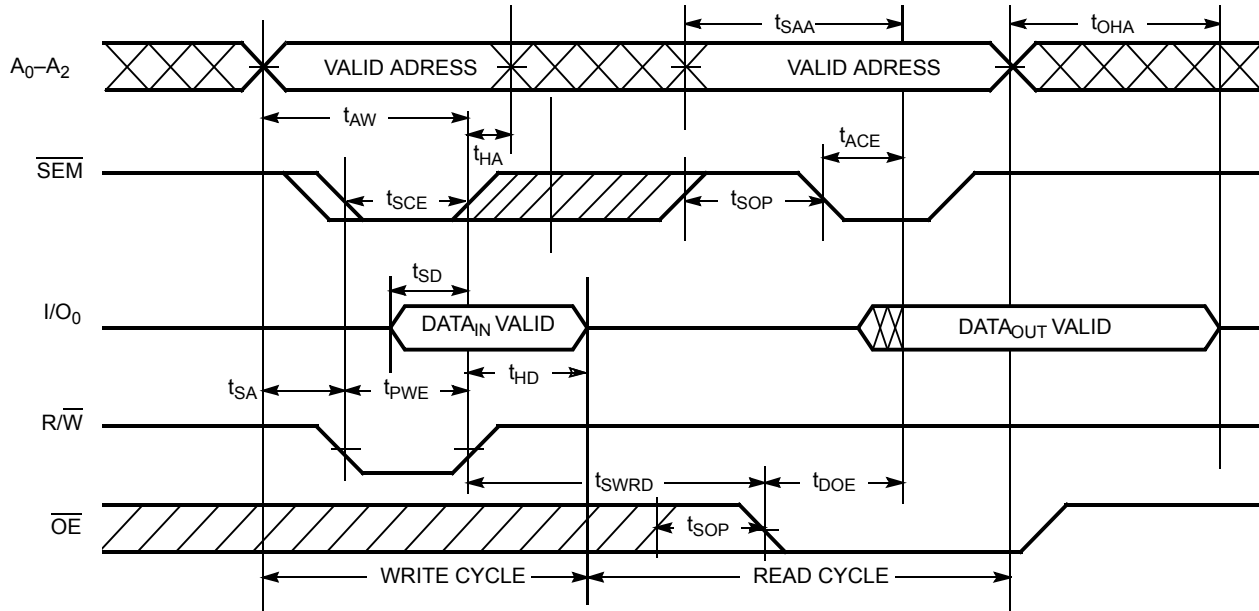 tSAA
tOHA
A0–A2
VALID ADRESS
VALID ADRESS
tAW
tHA
tACE
SEM
tSCE
tSOP
tSD
I/O0
DATAIN VALID
DATAOUT VALID
tSA
tPWE
tHD
R/W
tSWRD
tDOE
OE
tSOP
WRITE CYCLE
READ CYCLE